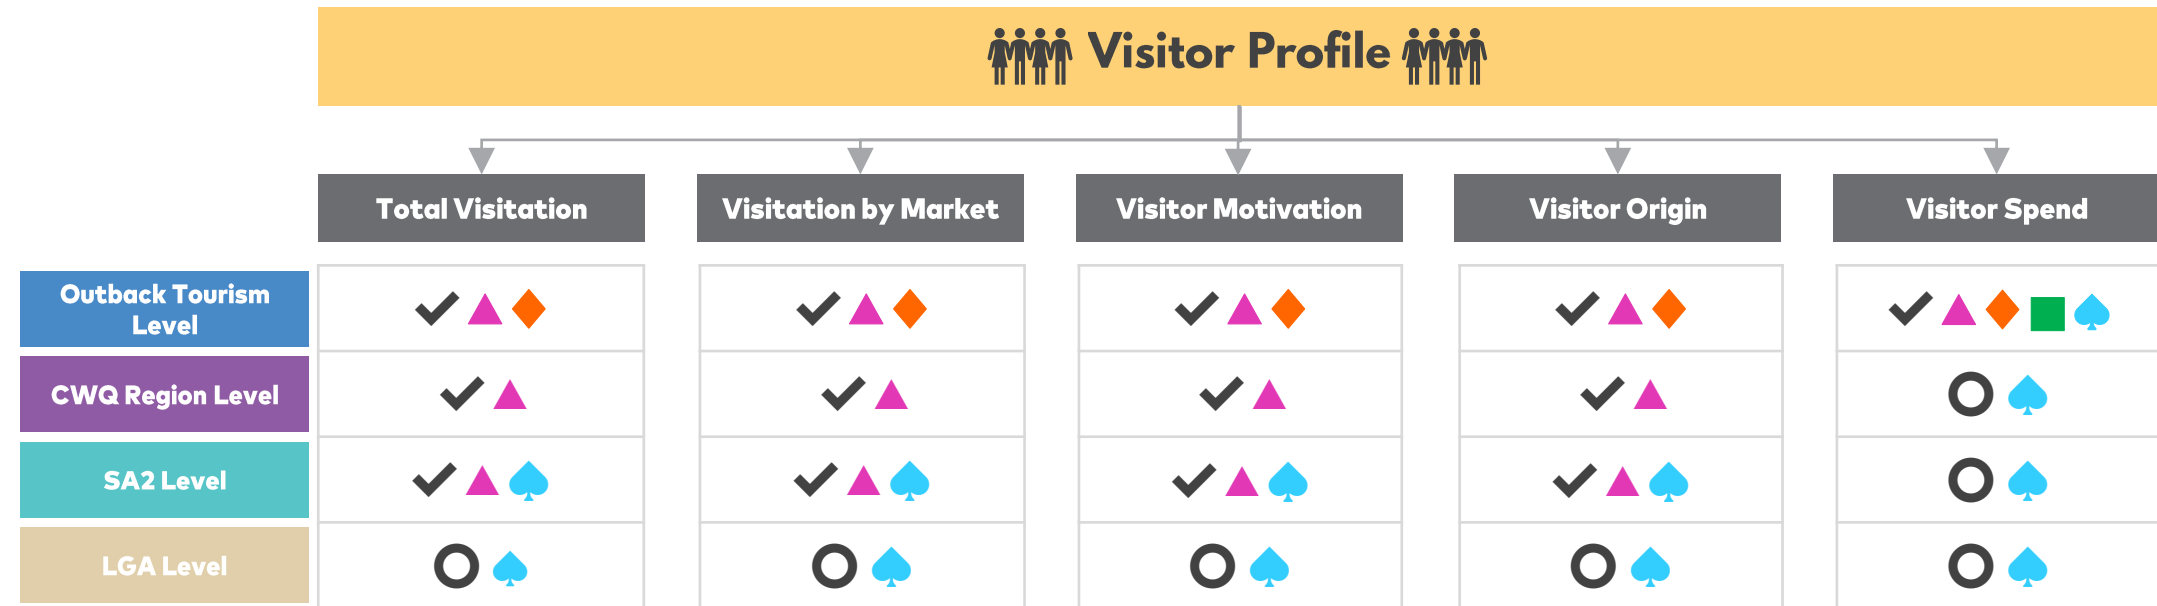 Visitor Profile
Total Visitation
Visitation by Market
Visitor Motivation
Visitor Origin
Visitor Spend
Outback Tourism
Level
CWQ Region Level
SA2 Level
LGA Level